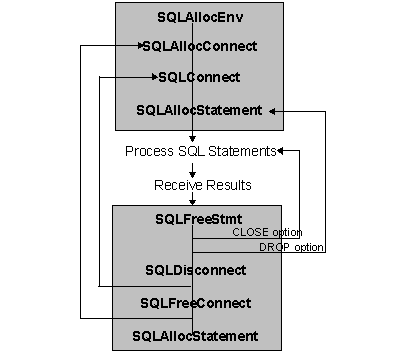 SQLAllocEnv
SQLAllocConnect
SQLConnect
SQLAllocStatement
Process SQL Statements
Receive Results
SQLFreeStmt
CLOSE option
DROP option
SQLDisconnect
SQLFreeConnect
SQLAllocStatement